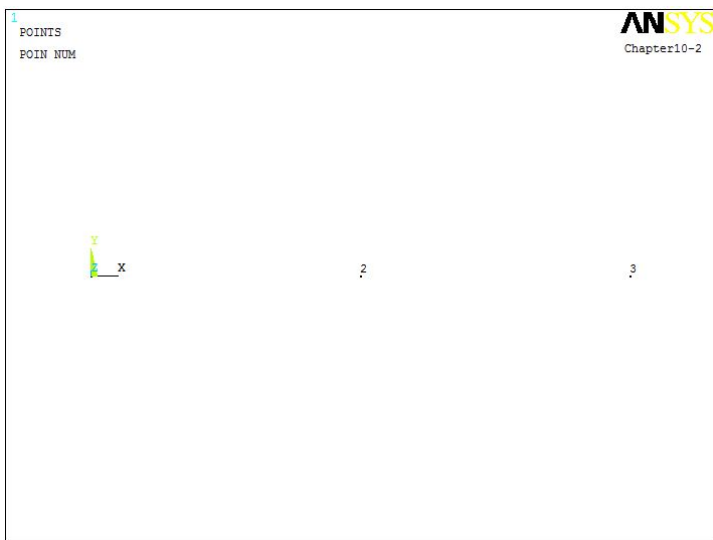 1
POINTS
POIN NUM
ANSYS
Chapter10-2
Y
Z X
2
3